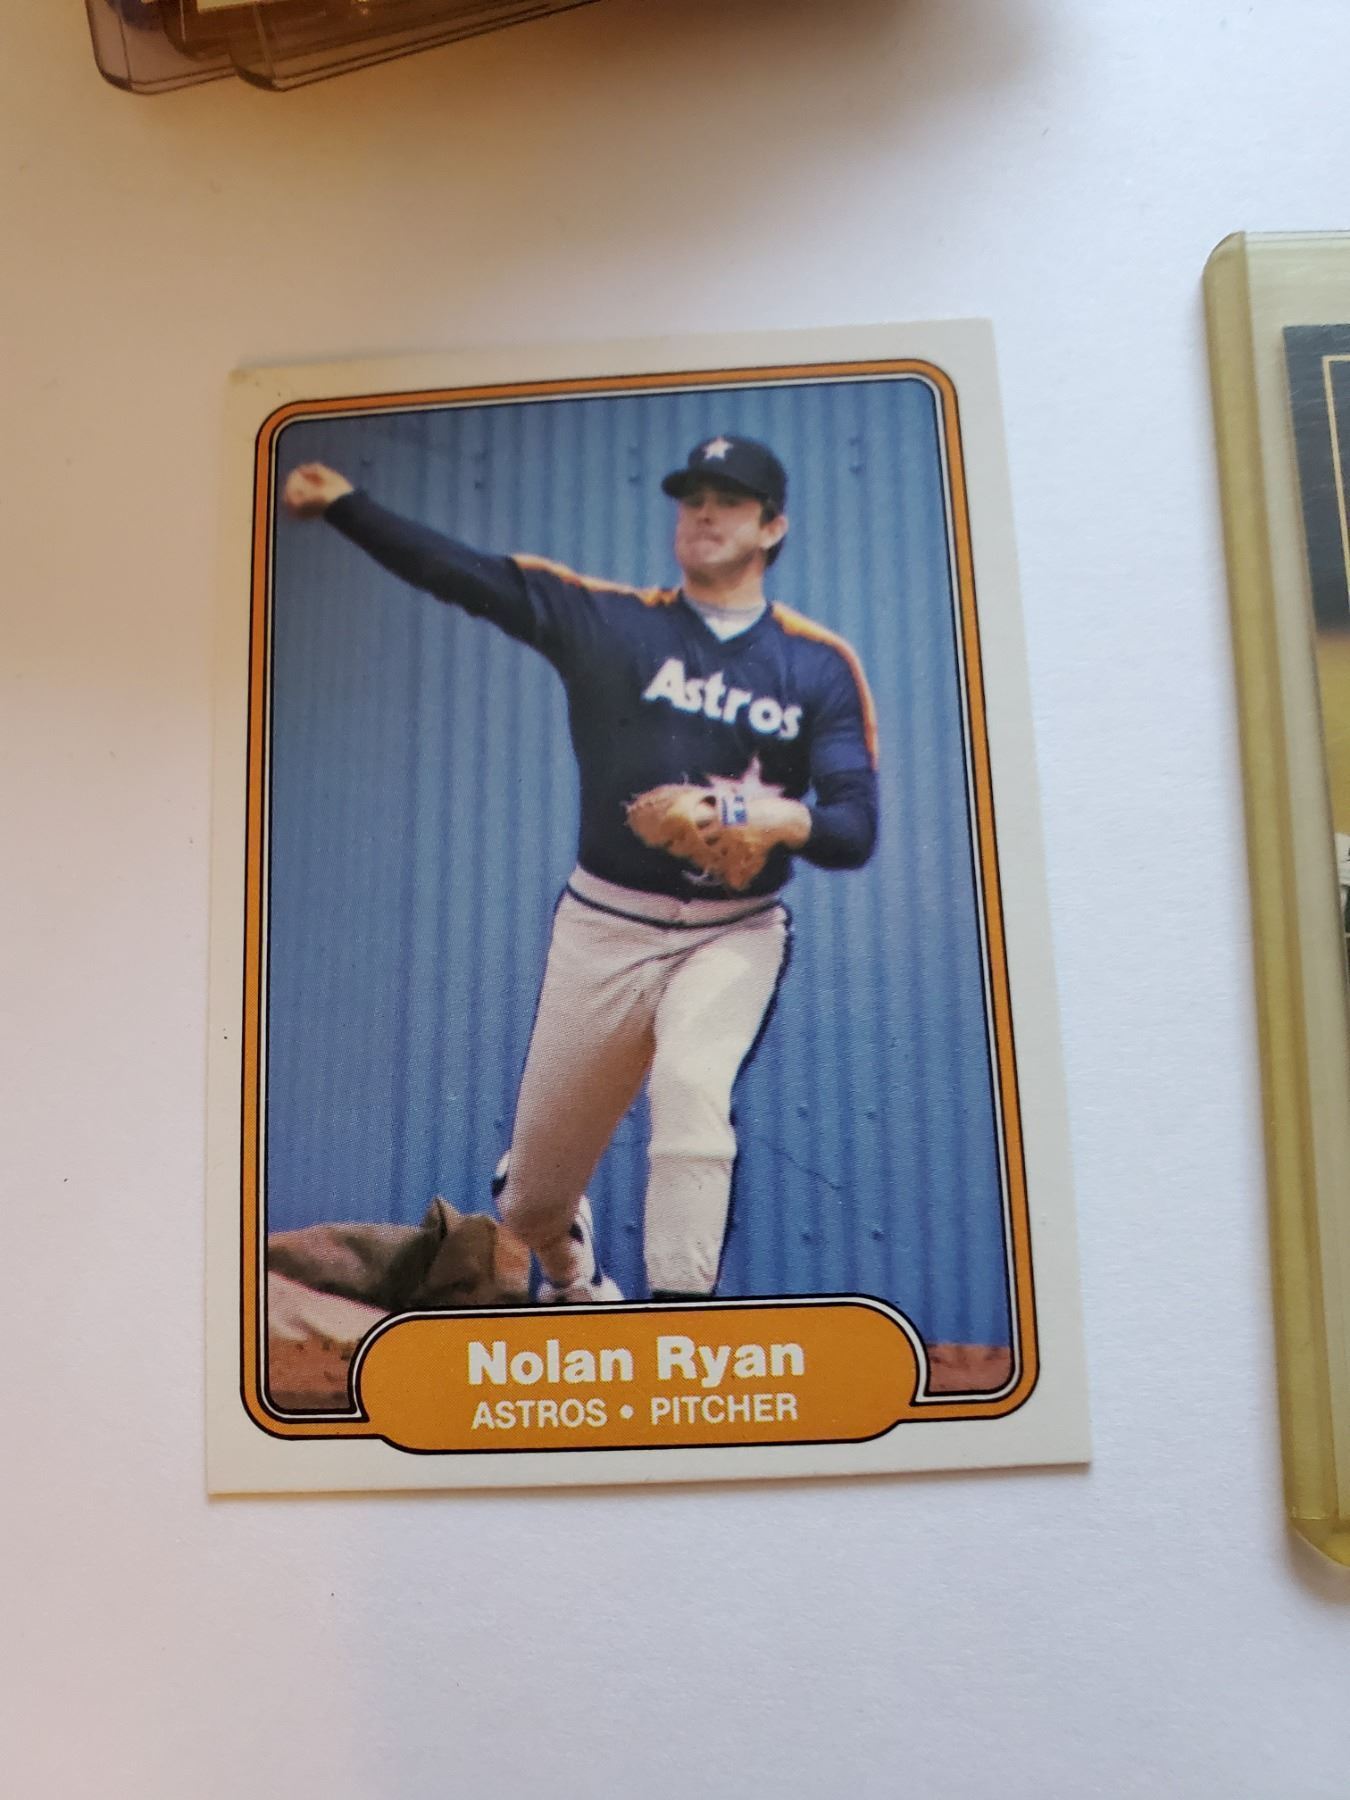 Astros
Nolan Ryan
ASTROS • PITCHER